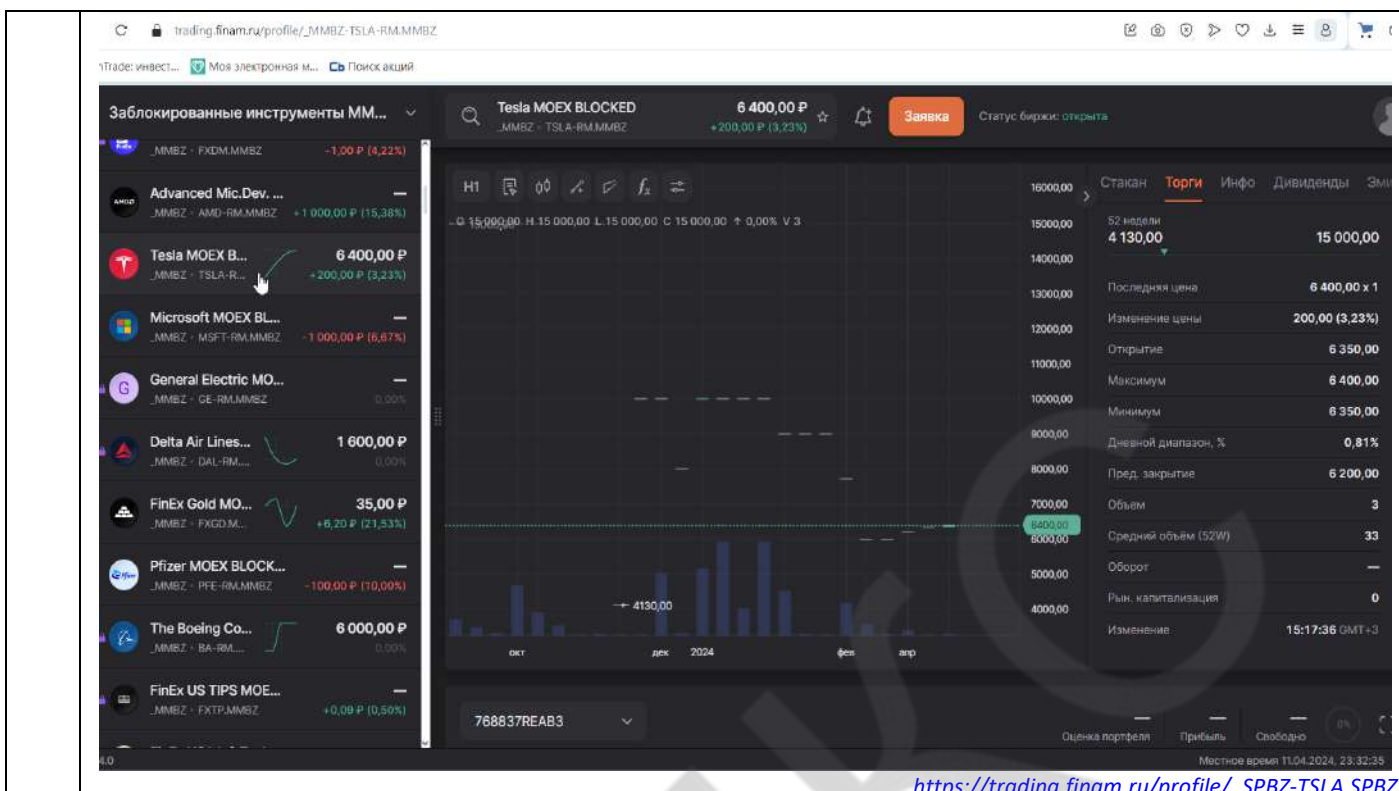 trading.finam.ru/profile/_MMBZ-TSLA-RM.MMBZ
Trade: инвест... Моя электронная м... Поиск акций
Заблокированные инструменты MM...
_MMBZ · FXDM.MMBZ -1,00 ₽ (4,22%)
Advanced Mic.Dev. ... —
_MMBZ · AMD-RM.MMBZ +1 000,00 ₽ (15,38%)
Tesla MOEX B... 6 400,00 ₽
_MMBZ · TSLA-R... +200,00 ₽ (3,23%)
Microsoft MOEX BL... —
_MMBZ · MSFT-RM.MMBZ -1 000,00 ₽ (6,67%)
G General Electric MO... —
_MMBZ · GE-RM.MMBZ 0,00%
Delta Air Lines... 1 600,00 ₽
_MMBZ · DAL-RM.... 0,00%
FinEx Gold MO... 35,00 ₽
_MMBZ · FXGD.M... +6,20 ₽ (21,53%)
Pfizer MOEX BLOCK... —
_MMBZ · PFE-RM.MMBZ -100,00 ₽ (10,00%)
The Boeing Co... 6 000,00 ₽
_MMBZ · BA-RM.... 0,00%
FinEx US TIPS MOE... —
_MMBZ · FXTP.MMBZ +0,09 ₽ (0,50%)
Tesla MOEX BLOCKED 6 400,00 ₽
_MMBZ · TSLA-RM.MMBZ +200,00 ₽ (3,23%)
Заявка
Статус биржи: открыта
H1
O 15 000,00 H 15 000,00 L 15 000,00 C 15 000,00 ↑ 0,00% V 3
16000,00
15000,00
14000,00
13000,00
12000,00
11000,00
10000,00
9000,00
8000,00
7000,00
6400,00
6000,00
5000,00
4000,00
4130,00
окт дек 2024 фев апр
Стакан Торги Инфо Дивиденды Эми
52 недели
4 130,00 15 000,00
Последняя цена 6 400,00 x 1
Изменение цены 200,00 (3,23%)
Открытие 6 350,00
Максимум 6 400,00
Минимум 6 350,00
Дневной диапазон, % 0,81%
Пред. закрытие 6 200,00
Объем 3
Средний объём (52W) 33
Оборот —
Рын. капитализация 0
Изменение 15:17:36 GMT+3
768837REAB3
Оценка портфеля Прибыль Свободно 0%
4.0 Местное время 11.04.2024, 23:32:35
https://trading.finam.ru/profile/_SPBZ-TSLA.SPBZ